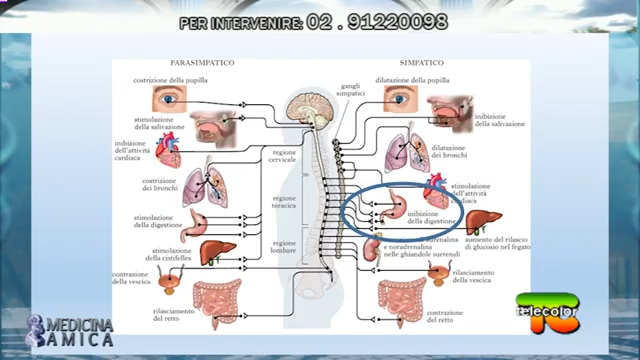 PER INTERVENIRE: 02 . 91220098
PARASIMPATICO
SIMPATICO
costrizione della pupilla
gangli
simpatici
dilatazione della pupilla
stimolazione
della salivazione
inibizione
della salivazione
inibizione
dell'attività
cardiaca
regione
cervicale
dilatazione
dei bronchi
costrizione
dei bronchi
stimolazione
dell'attività
cardiaca
regione
toracica
stimolazione
della digestione
inibizione
della digestione
stimolazione
della cistifellea
regione
lombare
adrenalina
e noradrenalina
nelle ghiandole surrenali
aumento del rilascio
di glucosio nel fegato
contrazione
della vescica
rilasciamento
della vescica
rilasciamento
del retto
contrazione
del retto
MEDICINA
AMICA
TC
telecolor